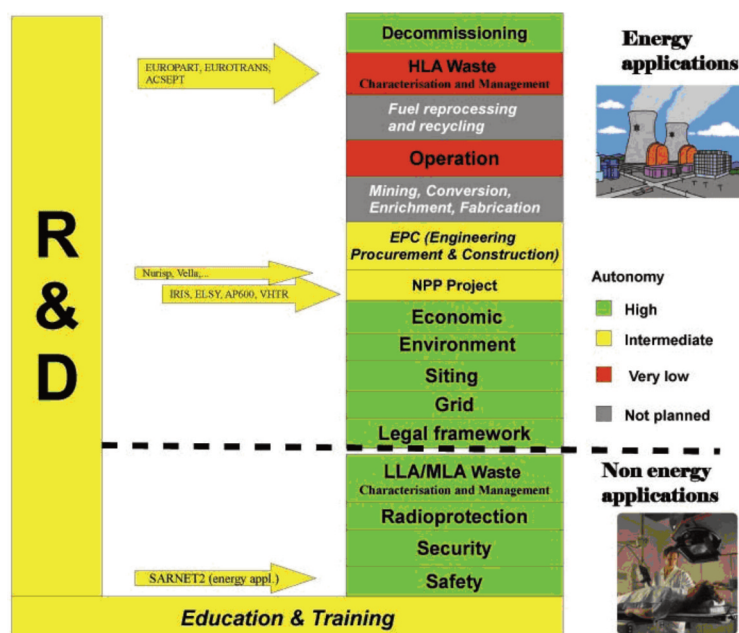 R
&
D
EUROPART, EUROTRANS,
ACSEPT
Nurisp, Vella,...
IRIS, ELSY, AP600, VHTR
SARNET2 (energy appl.)
Decommissioning
HLA Waste
Characterisation and Management
Fuel reprocessing
and recycling
Operation
Mining, Conversion,
Enrichment, Fabrication
EPC (Engineering
Procurement & Construction)
NPP Project
Economic
Environment
Siting
Grid
Legal framework
LLA/MLA Waste
Characterisation and Management
Radioprotection
Security
Safety
Education & Training
Energy
applications
Autonomy
High
Intermediate
Very low
Not planned
Non energy
applications